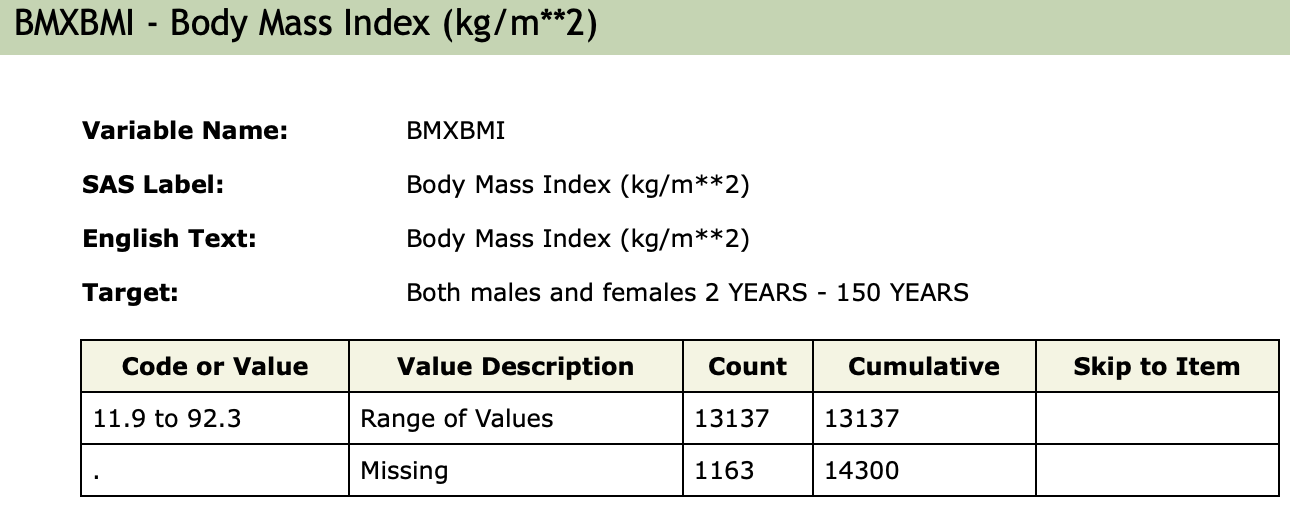 BMXBMI - Body Mass Index (kg/m**2)
Variable Name: BMXBMI
SAS Label: Body Mass Index (kg/m**2)
English Text: Body Mass Index (kg/m**2)
Target: Both males and females 2 YEARS - 150 YEARS
Code or Value Value Description Count Cumulative Skip to Item
11.9 to 92.3 Range of Values 13137 13137
. Missing 1163 14300